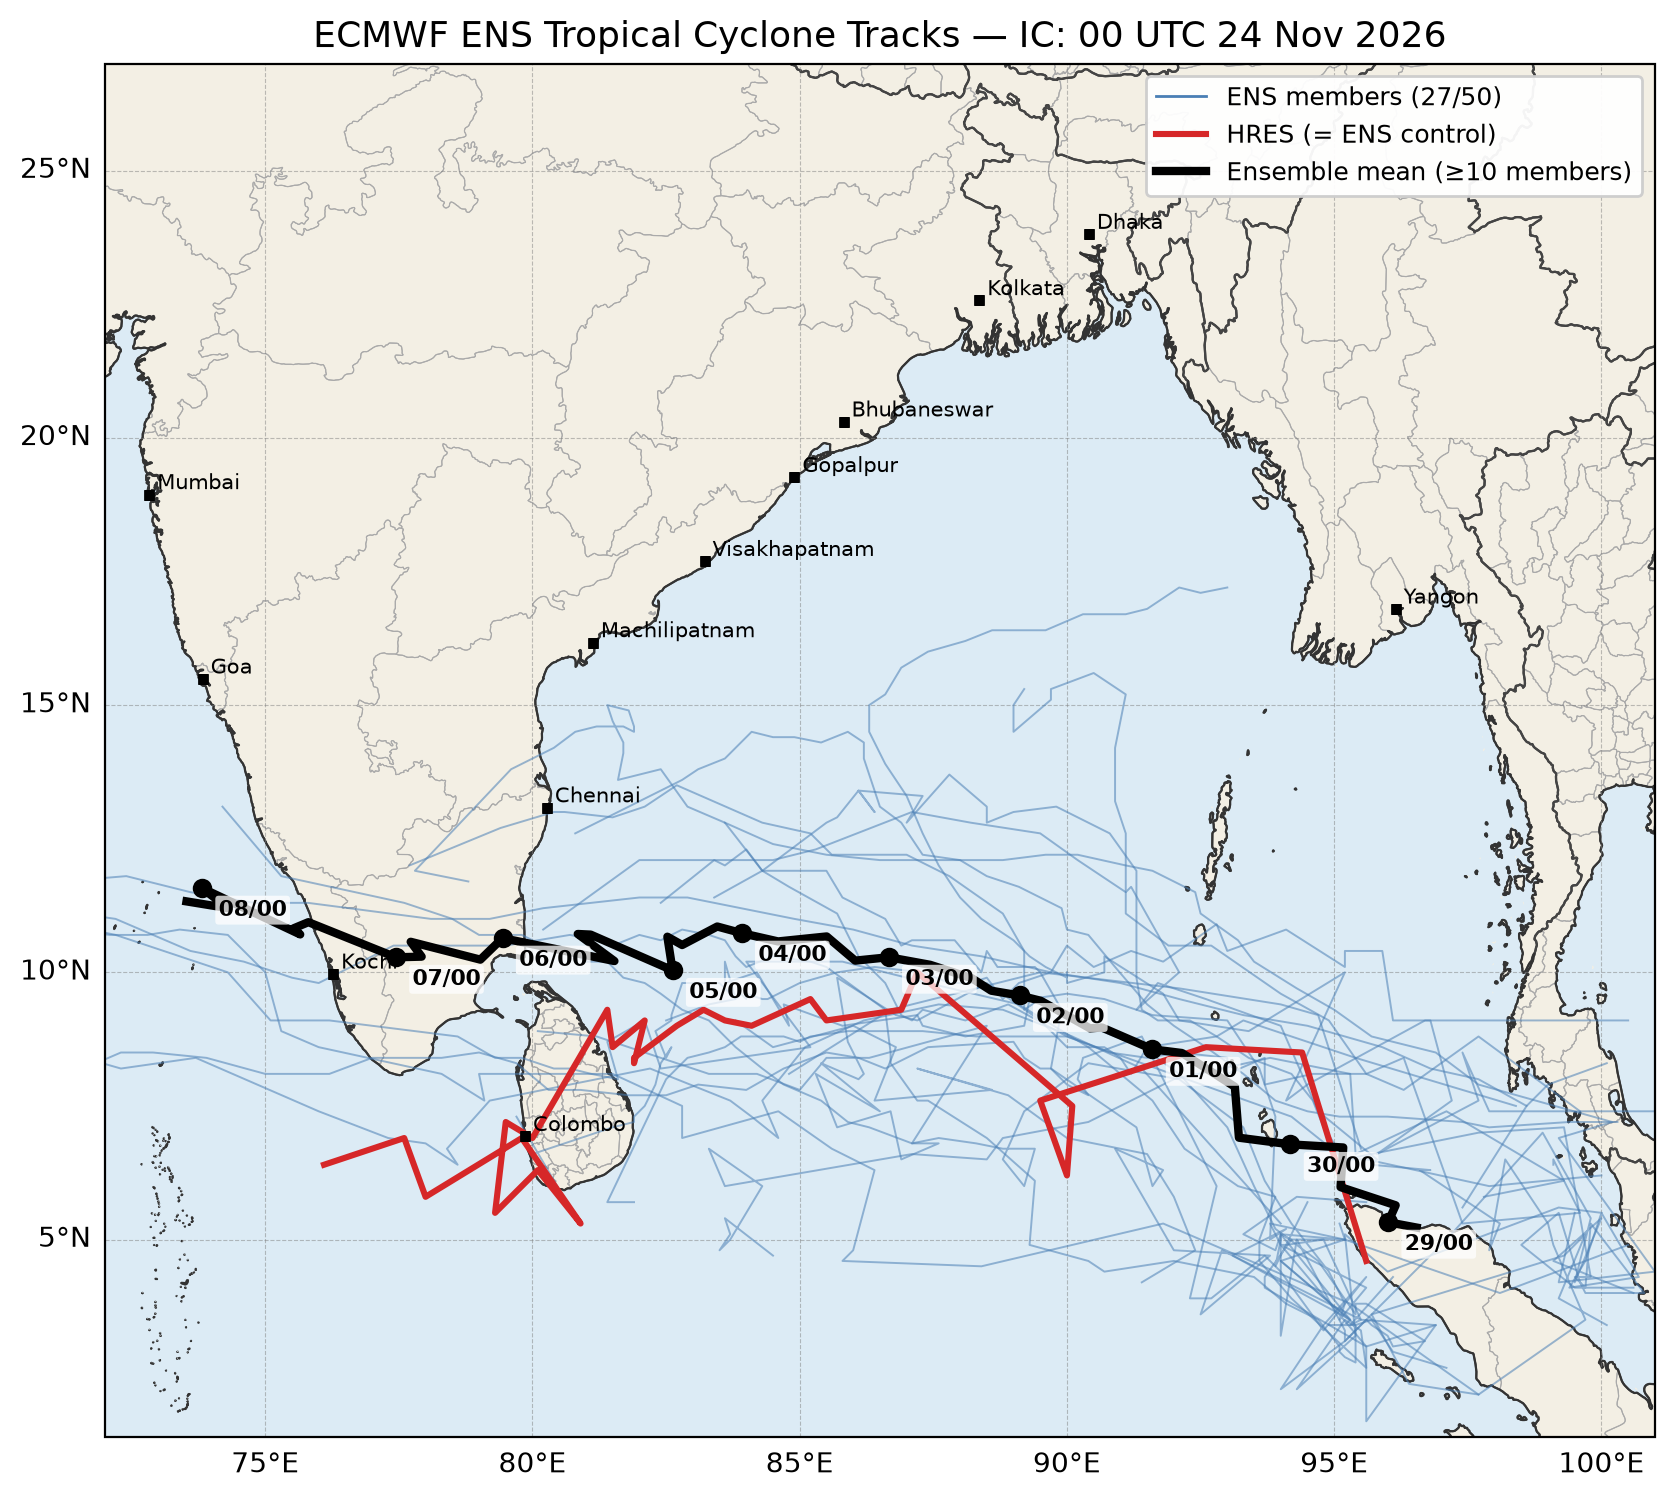 ECMWF ENS Tropical Cyclone Tracks — IC: 00 UTC 24 Nov 2026
ENS members (27/50)
HRES (= ENS control)
Ensemble mean (≥10 members)
25°N
20°N
15°N
10°N
5°N
Dhaka
Kolkata
Bhubaneswar
Gopalpur
Mumbai
Visakhapatnam
Yangon
Machilipatnam
Goa
Chennai
Kochi
Colombo
08/00
07/00
06/00
05/00
04/00
03/00
02/00
01/00
30/00
29/00
75°E
80°E
85°E
90°E
95°E
100°E